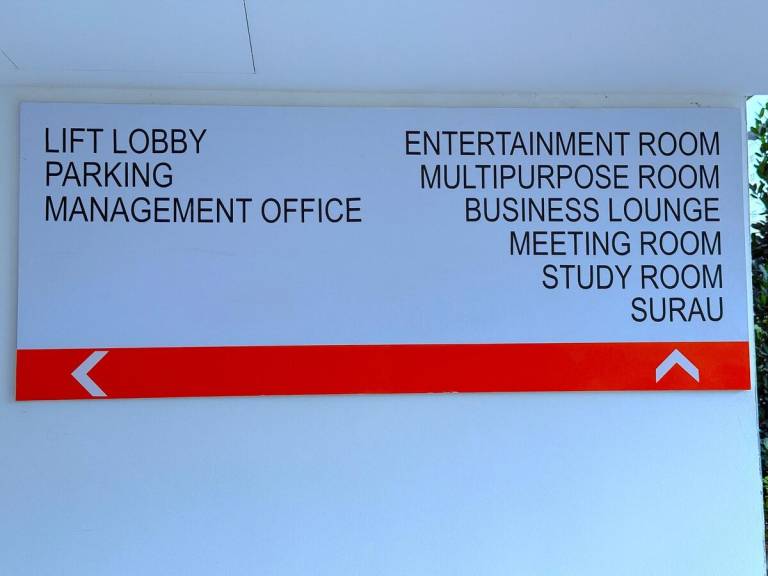 LIFT LOBBY
PARKING
MANAGEMENT OFFICE
ENTERTAINMENT ROOM
MULTIPURPOSE ROOM
BUSINESS LOUNGE
MEETING ROOM
STUDY ROOM
SURAU